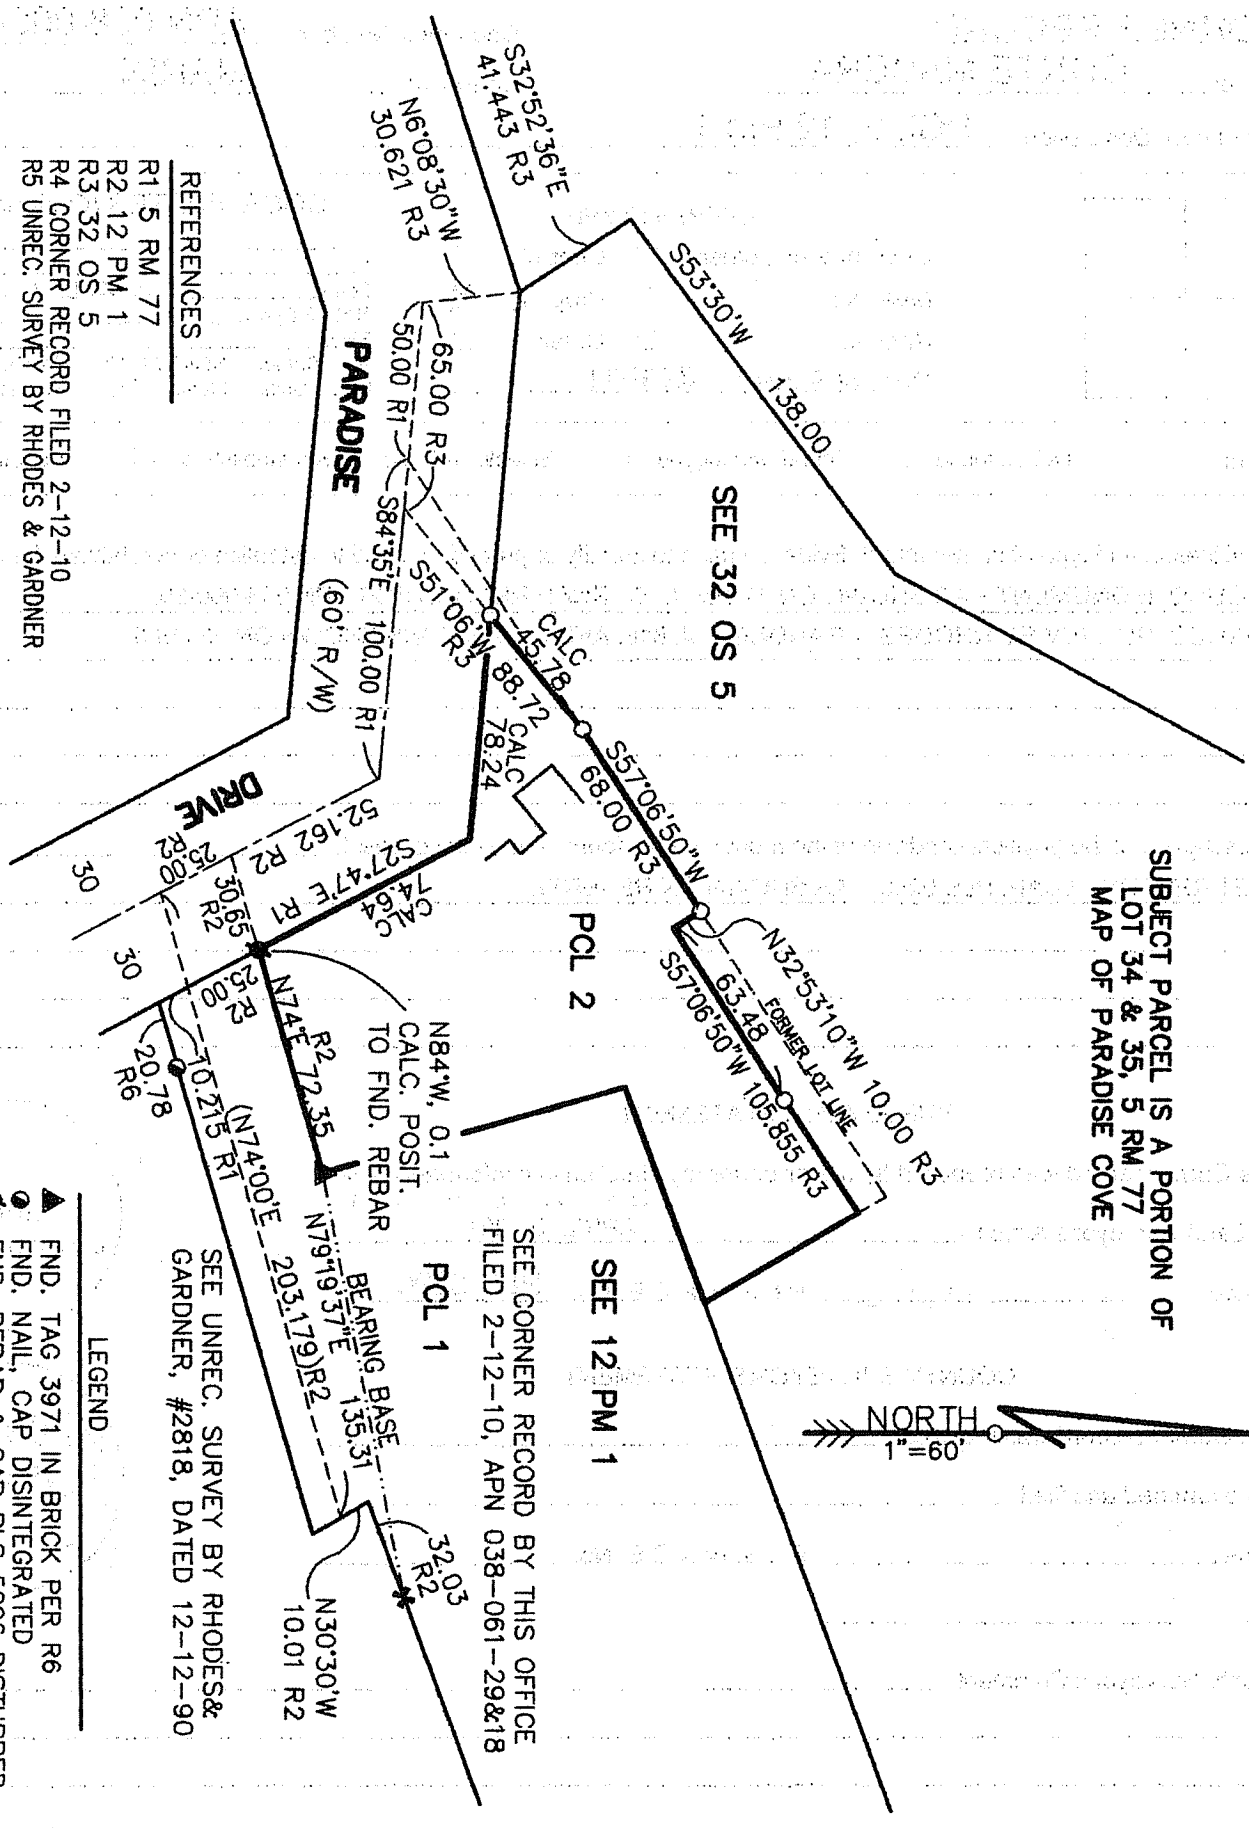 SUBJECT PARCEL IS A PORTION OF
LOT 34 & 35, 5 RM 77
MAP OF PARADISE COVE
NORTH
1"=60'
S53°30'W 138.00
S32°52'36"E
41.443 R3
N6°08'30"W
30.621 R3
SEE 32 OS 5
65.00 R3
50.00 R1
S84°35'E 100.00 R1
PARADISE
(60' R/W)
DRIVE
S51°06'W 88.72
R3
CALC
45.78
CALC
78.24
S57°06'50"W
68.00 R3
N32°53'10"W 10.00 R3
63.48
FORMER LOT LINE
S57°06'50"W 105.855 R3
PCL 2
52.162 R2
S27°47'E R1
CALC
74.64
25.00
R2
30.65
R2
30
30
25.00
R2
N74°E 72.35
R2
N84°W, 0.1
CALC. POSIT.
TO FND. REBAR
20.78
R6
10.215 R1
(N74°00'E 203.179)R2
N79°19'37"E 135.31
BEARING BASE
PCL 1
SEE 12 PM 1
SEE CORNER RECORD BY THIS OFFICE
FILED 2-12-10, APN 038-061-29&18
32.03
R2
N30°30'W
10.01 R2
SEE UNREC. SURVEY BY RHODES&
GARDNER, #2818, DATED 12-12-90
REFERENCES
R1 5 RM 77
R2 12 PM 1
R3 32 OS 5
R4 CORNER RECORD FILED 2-12-10
R5 UNREC. SURVEY BY RHODES & GARDNER
LEGEND
FND. TAG 3971 IN BRICK PER R6
FND. NAIL, CAP DISINTEGRATED